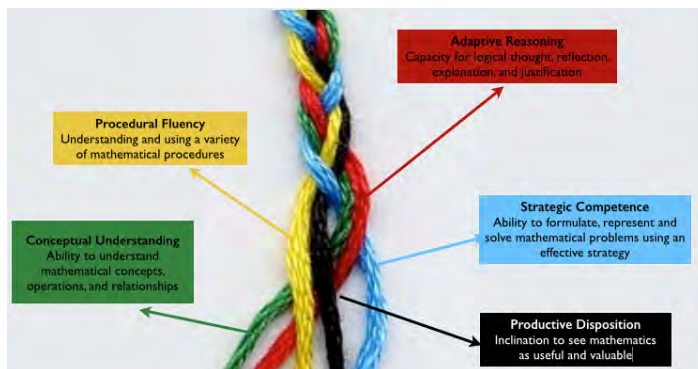 Adaptive Reasoning
Capacity for logical thought, reflection,
explanation, and justification
Procedural Fluency
Understanding and using a variety
of mathematical procedures
Strategic Competence
Ability to formulate, represent and
solve mathematical problems using an
effective strategy
Conceptual Understanding
Ability to understand
mathematical concepts,
operations, and relationships
Productive Disposition
Inclination to see mathematics
as useful and valuable